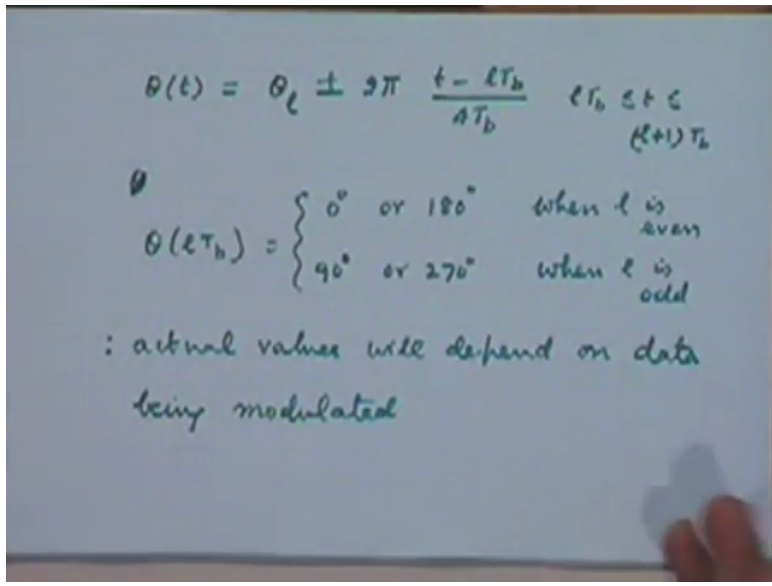 θ(t) = θ_l ± 2π (t - lT_b)/(4T_b) lT_b ≤ t ≤ (l+1)T_b
θ(lT_b) = { 0° or 180° when l is even
90° or 270° when l is odd
: actual values will depend on data
being modulated